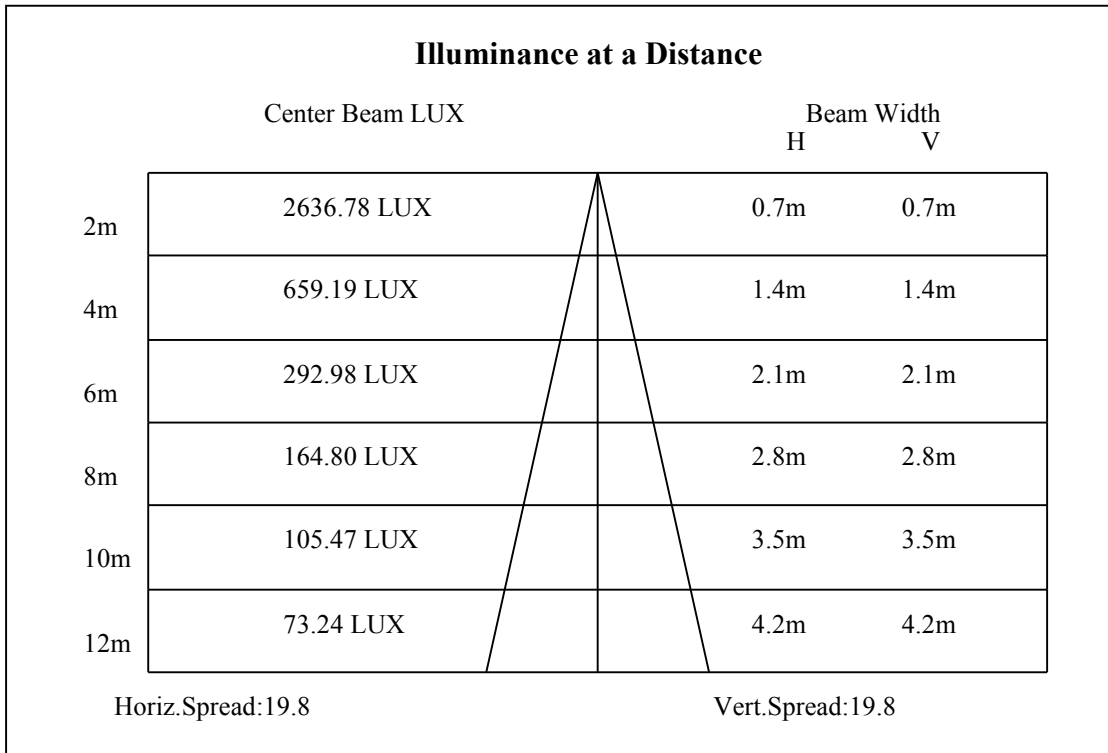 Illuminance at a Distance
Center Beam LUX Beam Width
H V
2m 2636.78 LUX 0.7m 0.7m
4m 659.19 LUX 1.4m 1.4m
6m 292.98 LUX 2.1m 2.1m
8m 164.80 LUX 2.8m 2.8m
10m 105.47 LUX 3.5m 3.5m
12m 73.24 LUX 4.2m 4.2m
Horiz.Spread:19.8 Vert.Spread:19.8